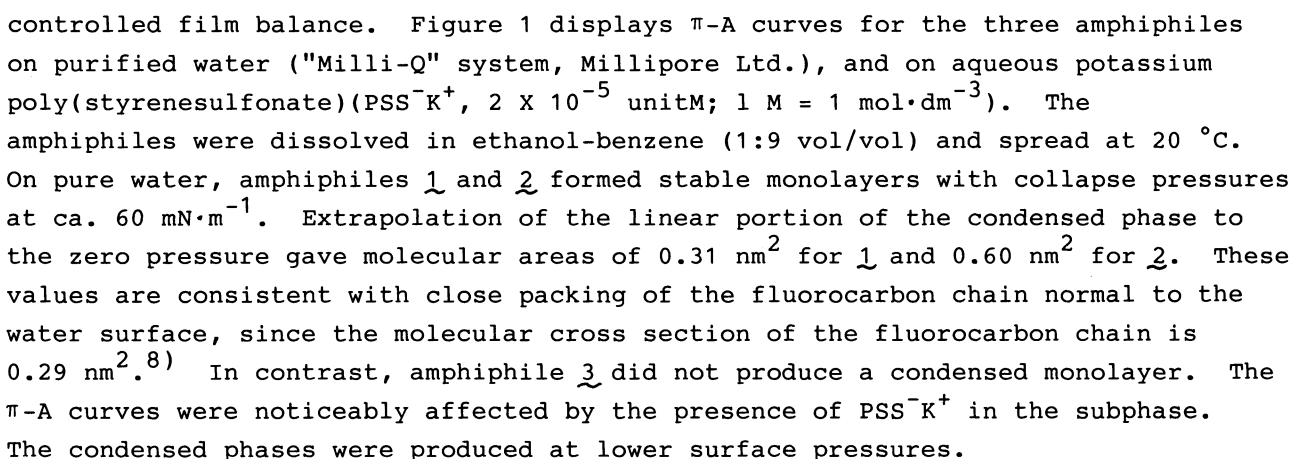 controlled film balance. Figure 1 displays π-A curves for the three amphiphiles
on purified water ("Milli-Q" system, Millipore Ltd.), and on aqueous potassium
poly(styrenesulfonate)(PSS⁻K⁺, 2 X 10⁻⁵ unitM; 1 M = 1 mol·dm⁻³). The
amphiphiles were dissolved in ethanol-benzene (1:9 vol/vol) and spread at 20 °C.
On pure water, amphiphiles 1 and 2 formed stable monolayers with collapse pressures
at ca. 60 mN·m⁻¹. Extrapolation of the linear portion of the condensed phase to
the zero pressure gave molecular areas of 0.31 nm² for 1 and 0.60 nm² for 2. These
values are consistent with close packing of the fluorocarbon chain normal to the
water surface, since the molecular cross section of the fluorocarbon chain is
0.29 nm².⁸⁾ In contrast, amphiphile 3 did not produce a condensed monolayer. The
π-A curves were noticeably affected by the presence of PSS⁻K⁺ in the subphase.
The condensed phases were produced at lower surface pressures.